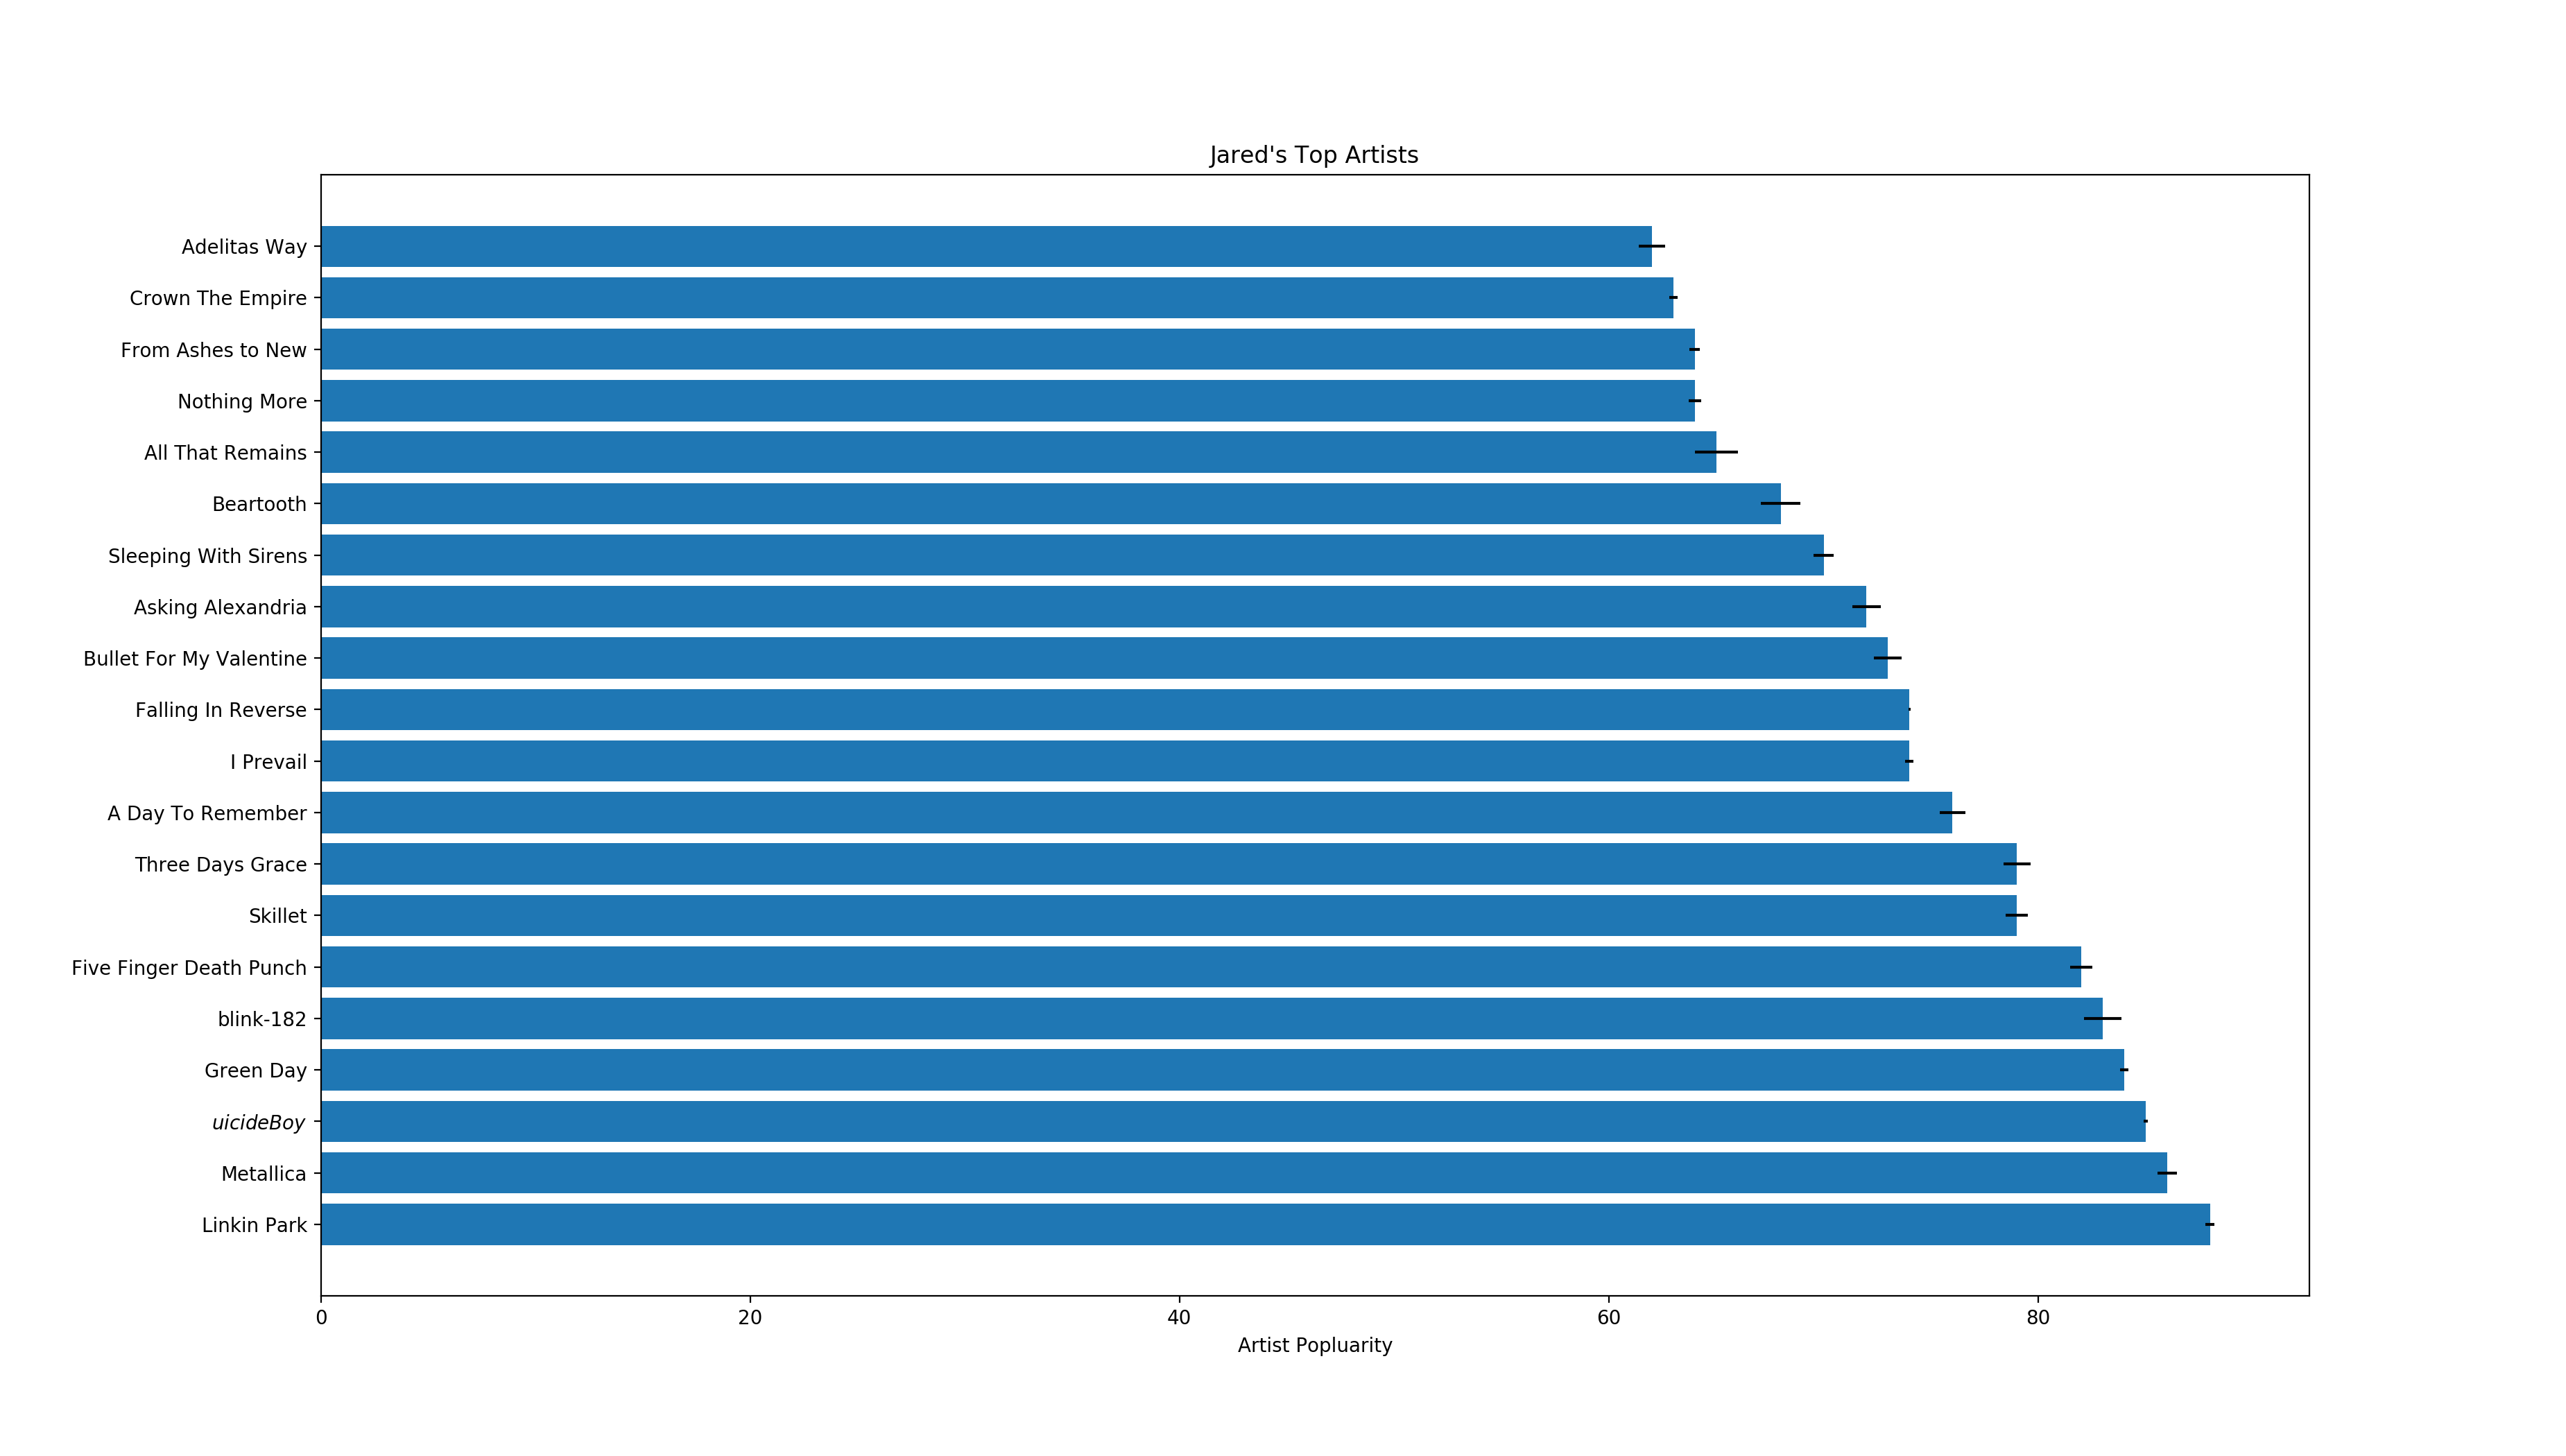 Jared's Top Artists
Adelitas Way
Crown The Empire
From Ashes to New
Nothing More
All That Remains
Beartooth
Sleeping With Sirens
Asking Alexandria
Bullet For My Valentine
Falling In Reverse
I Prevail
A Day To Remember
Three Days Grace
Skillet
Five Finger Death Punch
blink-182
Green Day
uicideBoy
Metallica
Linkin Park
0 20 40 60 80
Artist Popluarity